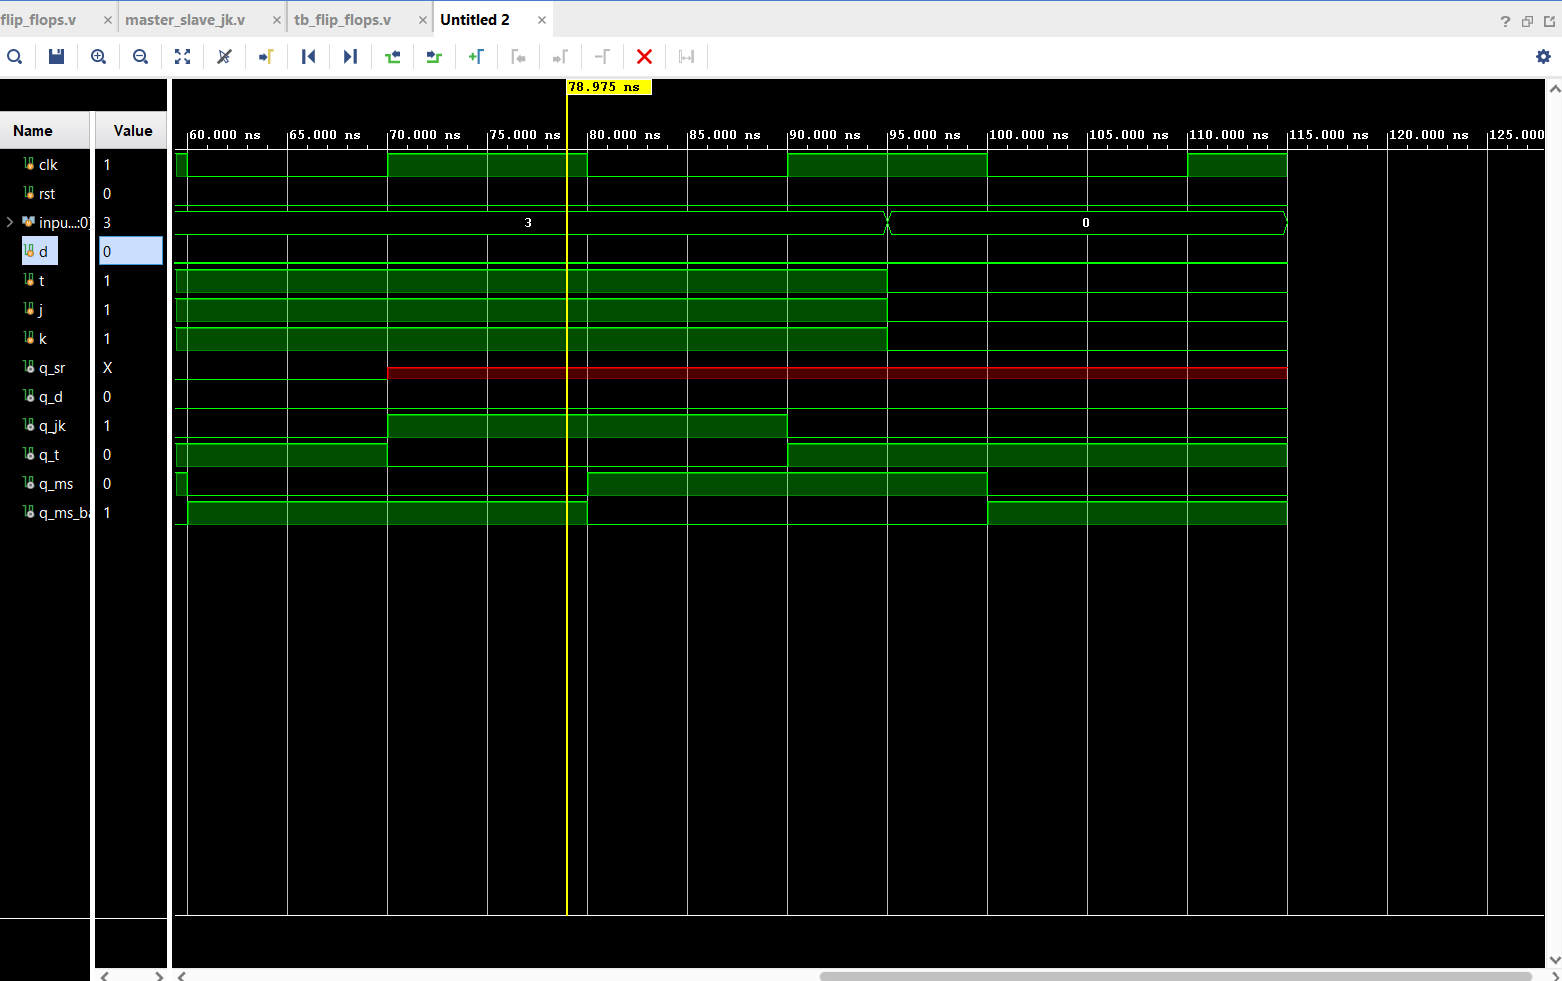 flip_flops.v × master_slave_jk.v × tb_flip_flops.v × Untitled 2 ×
?
78.975 ns
60.000 ns 65.000 ns 70.000 ns 75.000 ns 80.000 ns 85.000 ns 90.000 ns 95.000 ns 100.000 ns 105.000 ns 110.000 ns 115.000 ns 120.000 ns 125.000
Name Value
clk 1
rst 0
inpu...:0] 3 3 0
d 0
t 1
j 1
k 1
q_sr X
q_d 0
q_jk 1
q_t 0
q_ms 0
q_ms_ba 1